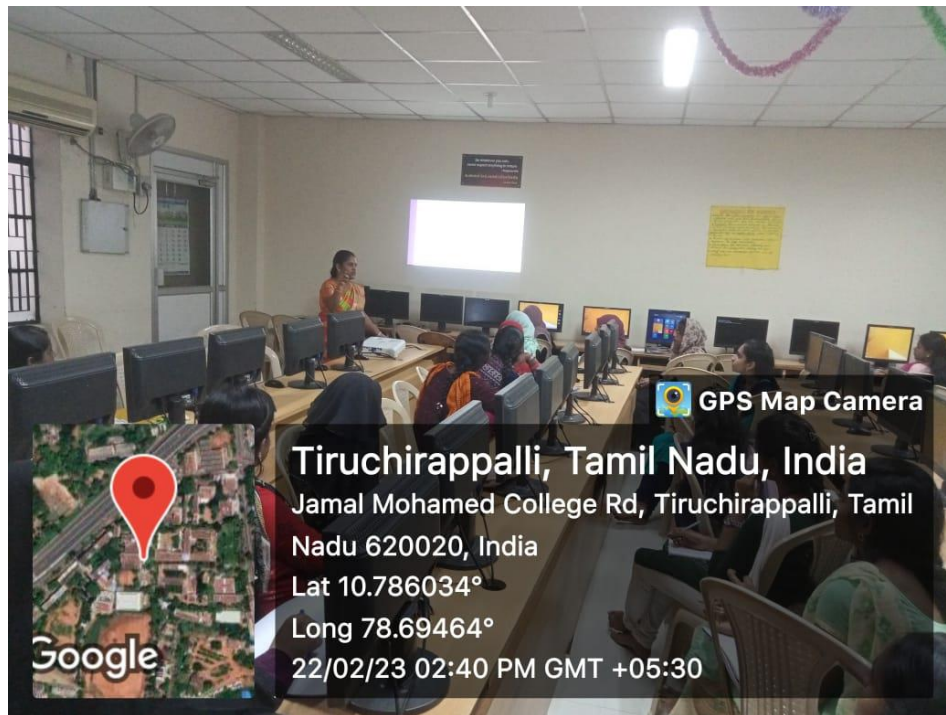 GPS Map Camera
Tiruchirappalli, Tamil Nadu, India
Jamal Mohamed College Rd, Tiruchirappalli, Tamil
Nadu 620020, India
Lat 10.786034°
Long 78.69464°
22/02/23 02:40 PM GMT +05:30
Google